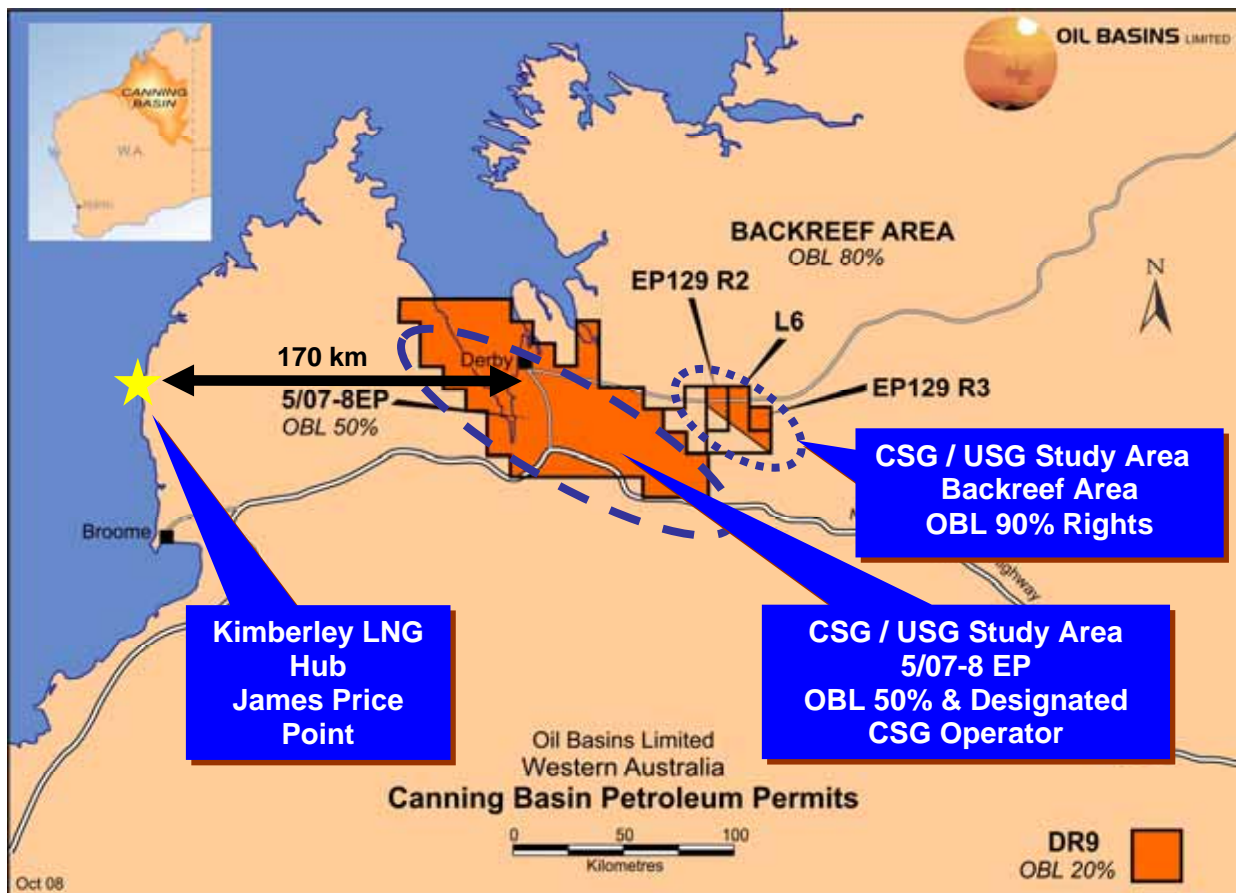 OIL BASINS LIMITED
CANNING
BASIN
W.A.
BACKREEF AREA
OBL 80%
EP129 R2
L6
EP129 R3
N
170 km
Derby
5/07-8EP
OBL 50%
Broome
CSG / USG Study Area
Backreef Area
OBL 90% Rights
ighway
Kimberley LNG
Hub
James Price
Point
CSG / USG Study Area
5/07-8 EP
OBL 50% & Designated
CSG Operator
Oil Basins Limited
Western Australia
Canning Basin Petroleum Permits
0 50 100
Kilometres
DR9
OBL 20%
Oct 08